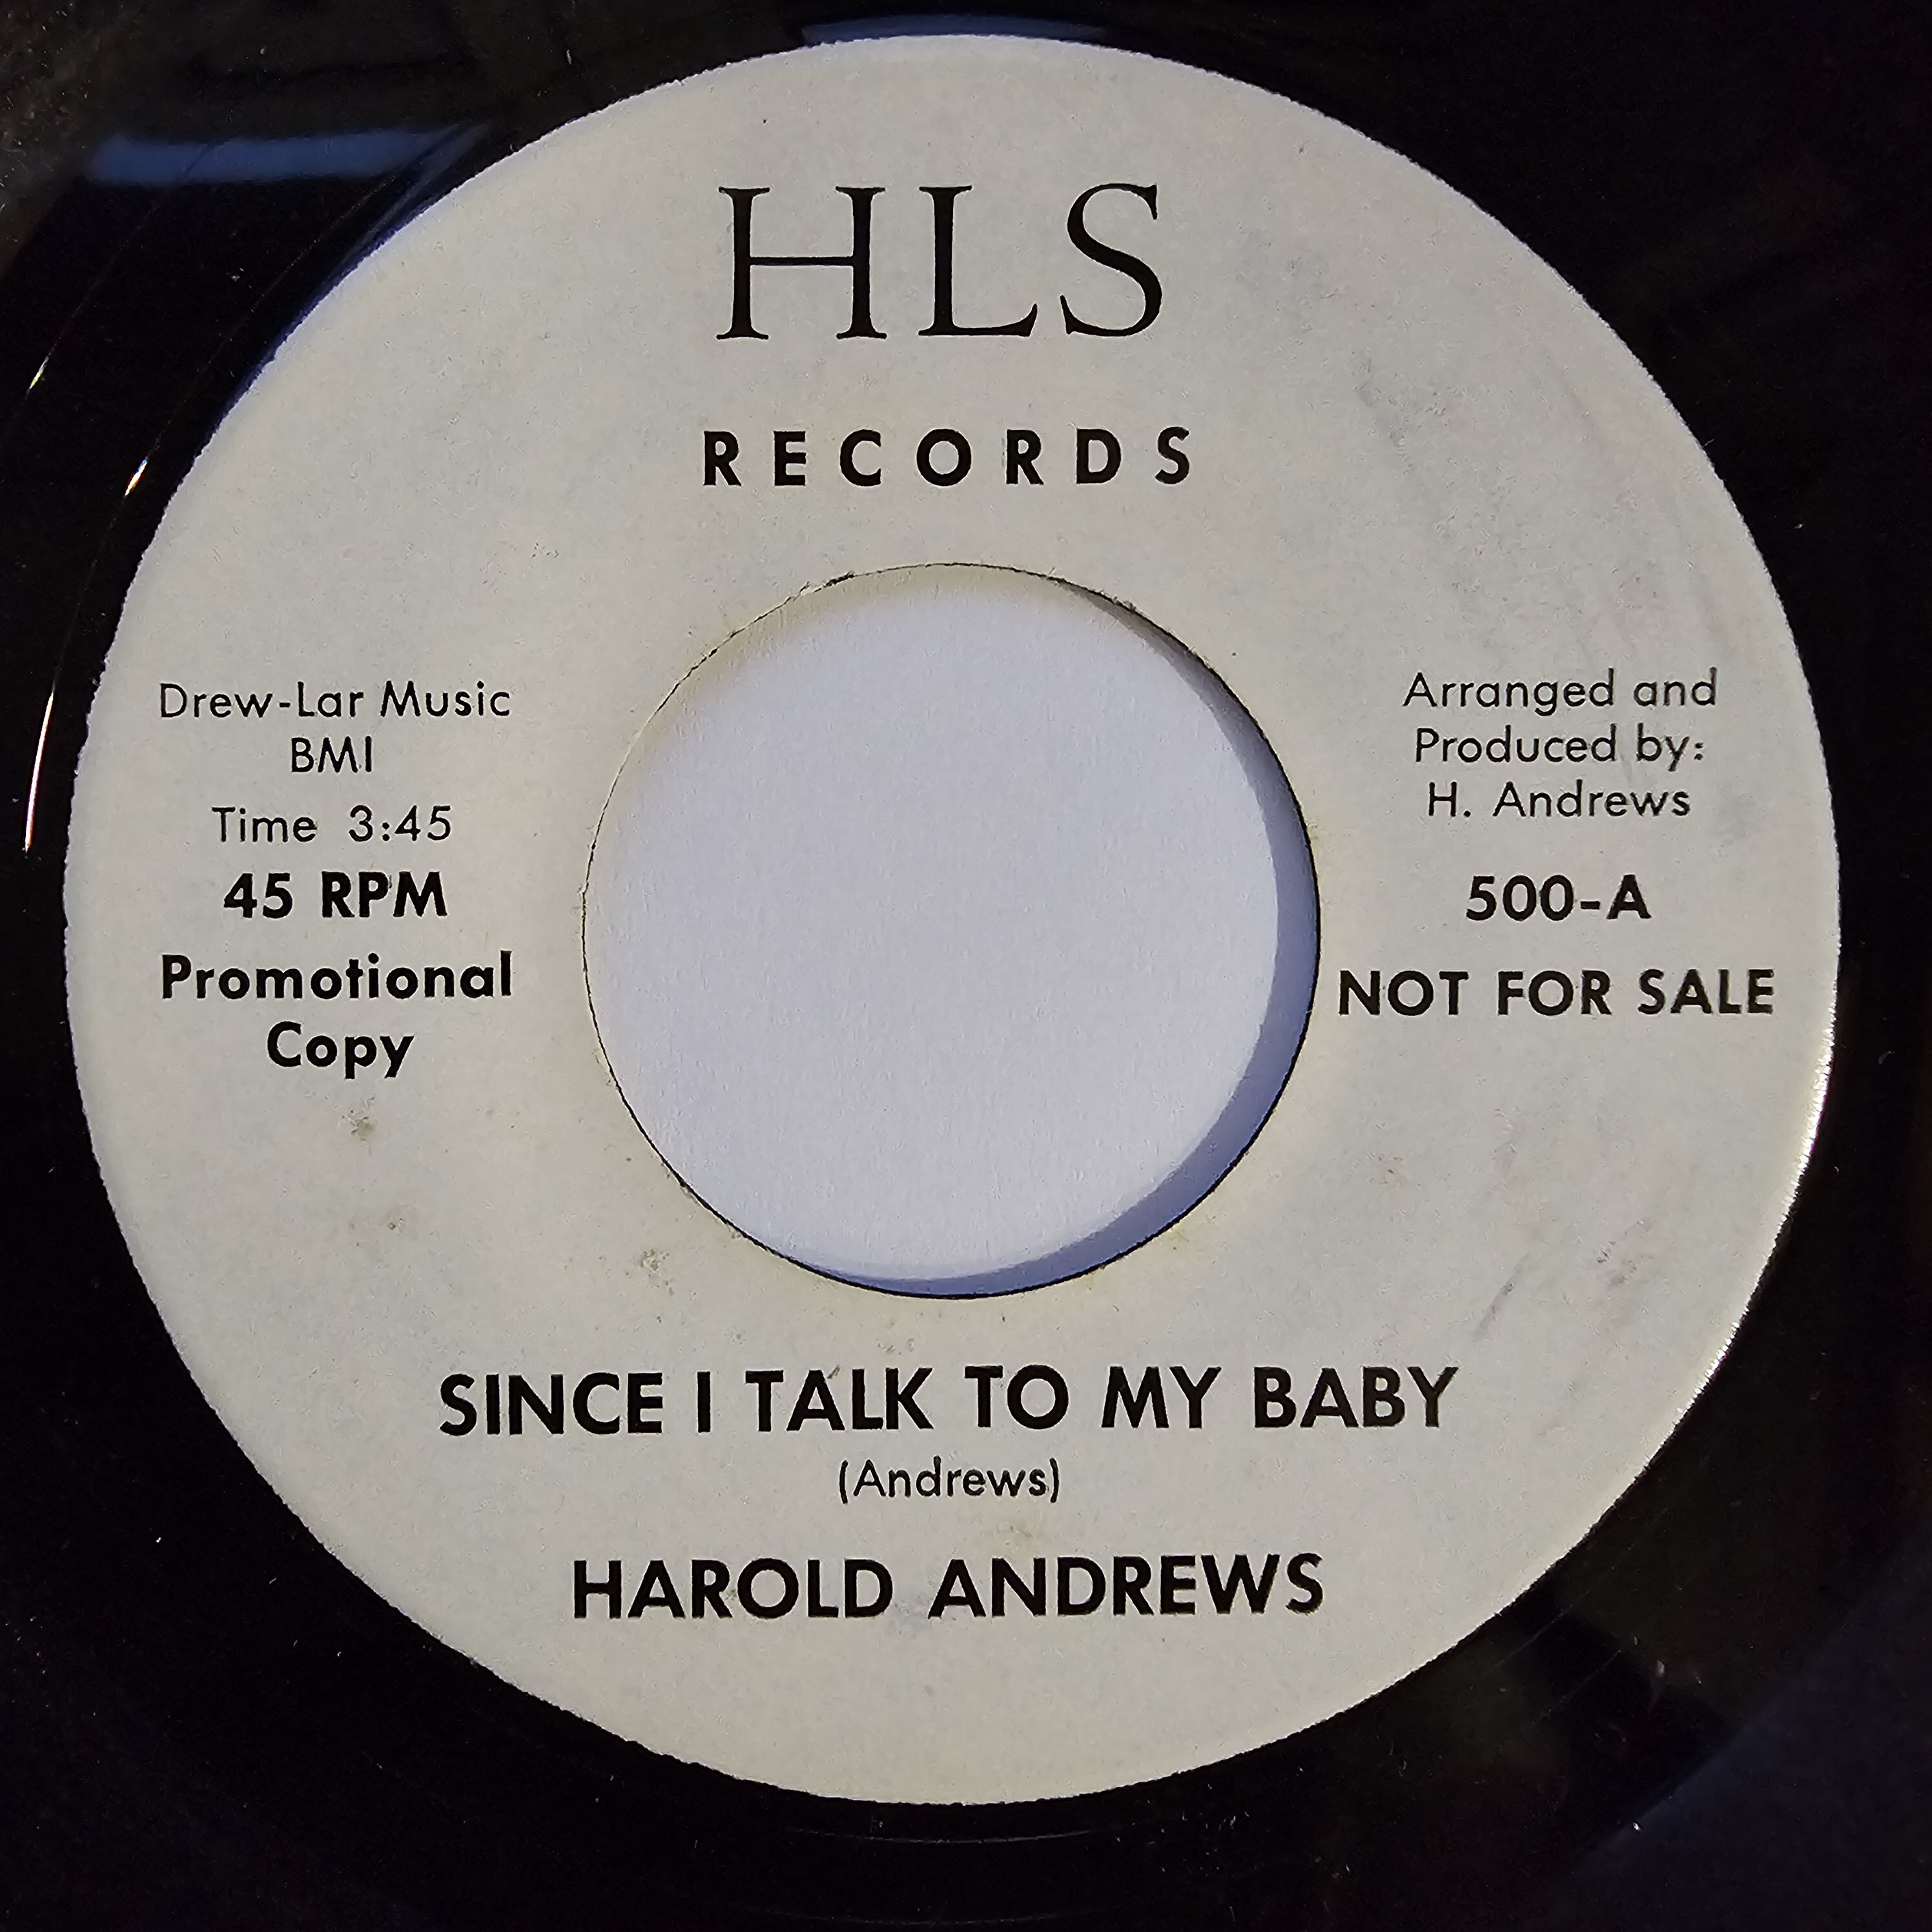 HLS
RECORDS
Drew-Lar Music
BMI
Time 3:45
45 RPM
Promotional
Copy
Arranged and
Produced by:
H. Andrews
500-A
NOT FOR SALE
SINCE I TALK TO MY BABY
(Andrews)
HAROLD ANDREWS